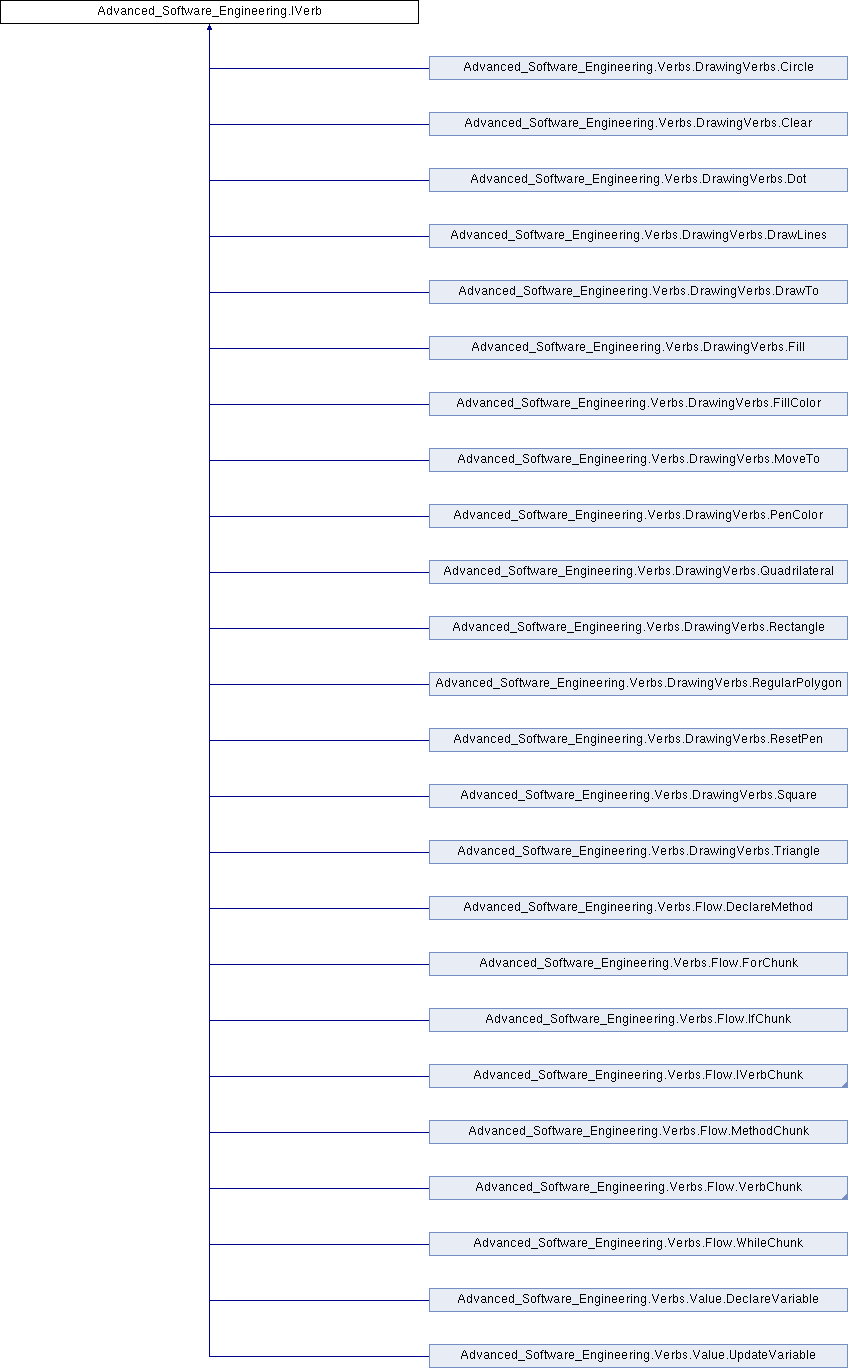 Advanced_Software_Engineering.IVerb
Advanced_Software_Engineering.Verbs.DrawingVerbs.Circle
Advanced_Software_Engineering.Verbs.DrawingVerbs.Clear
Advanced_Software_Engineering.Verbs.DrawingVerbs.Dot
Advanced_Software_Engineering.Verbs.DrawingVerbs.DrawLines
Advanced_Software_Engineering.Verbs.DrawingVerbs.DrawTo
Advanced_Software_Engineering.Verbs.DrawingVerbs.Fill
Advanced_Software_Engineering.Verbs.DrawingVerbs.FillColor
Advanced_Software_Engineering.Verbs.DrawingVerbs.MoveTo
Advanced_Software_Engineering.Verbs.DrawingVerbs.PenColor
Advanced_Software_Engineering.Verbs.DrawingVerbs.Quadrilateral
Advanced_Software_Engineering.Verbs.DrawingVerbs.Rectangle
Advanced_Software_Engineering.Verbs.DrawingVerbs.RegularPolygon
Advanced_Software_Engineering.Verbs.DrawingVerbs.ResetPen
Advanced_Software_Engineering.Verbs.DrawingVerbs.Square
Advanced_Software_Engineering.Verbs.DrawingVerbs.Triangle
Advanced_Software_Engineering.Verbs.Flow.DeclareMethod
Advanced_Software_Engineering.Verbs.Flow.ForChunk
Advanced_Software_Engineering.Verbs.Flow.IfChunk
Advanced_Software_Engineering.Verbs.Flow.IVerbChunk
Advanced_Software_Engineering.Verbs.Flow.MethodChunk
Advanced_Software_Engineering.Verbs.Flow.VerbChunk
Advanced_Software_Engineering.Verbs.Flow.WhileChunk
Advanced_Software_Engineering.Verbs.Value.DeclareVariable
Advanced_Software_Engineering.Verbs.Value.UpdateVariable